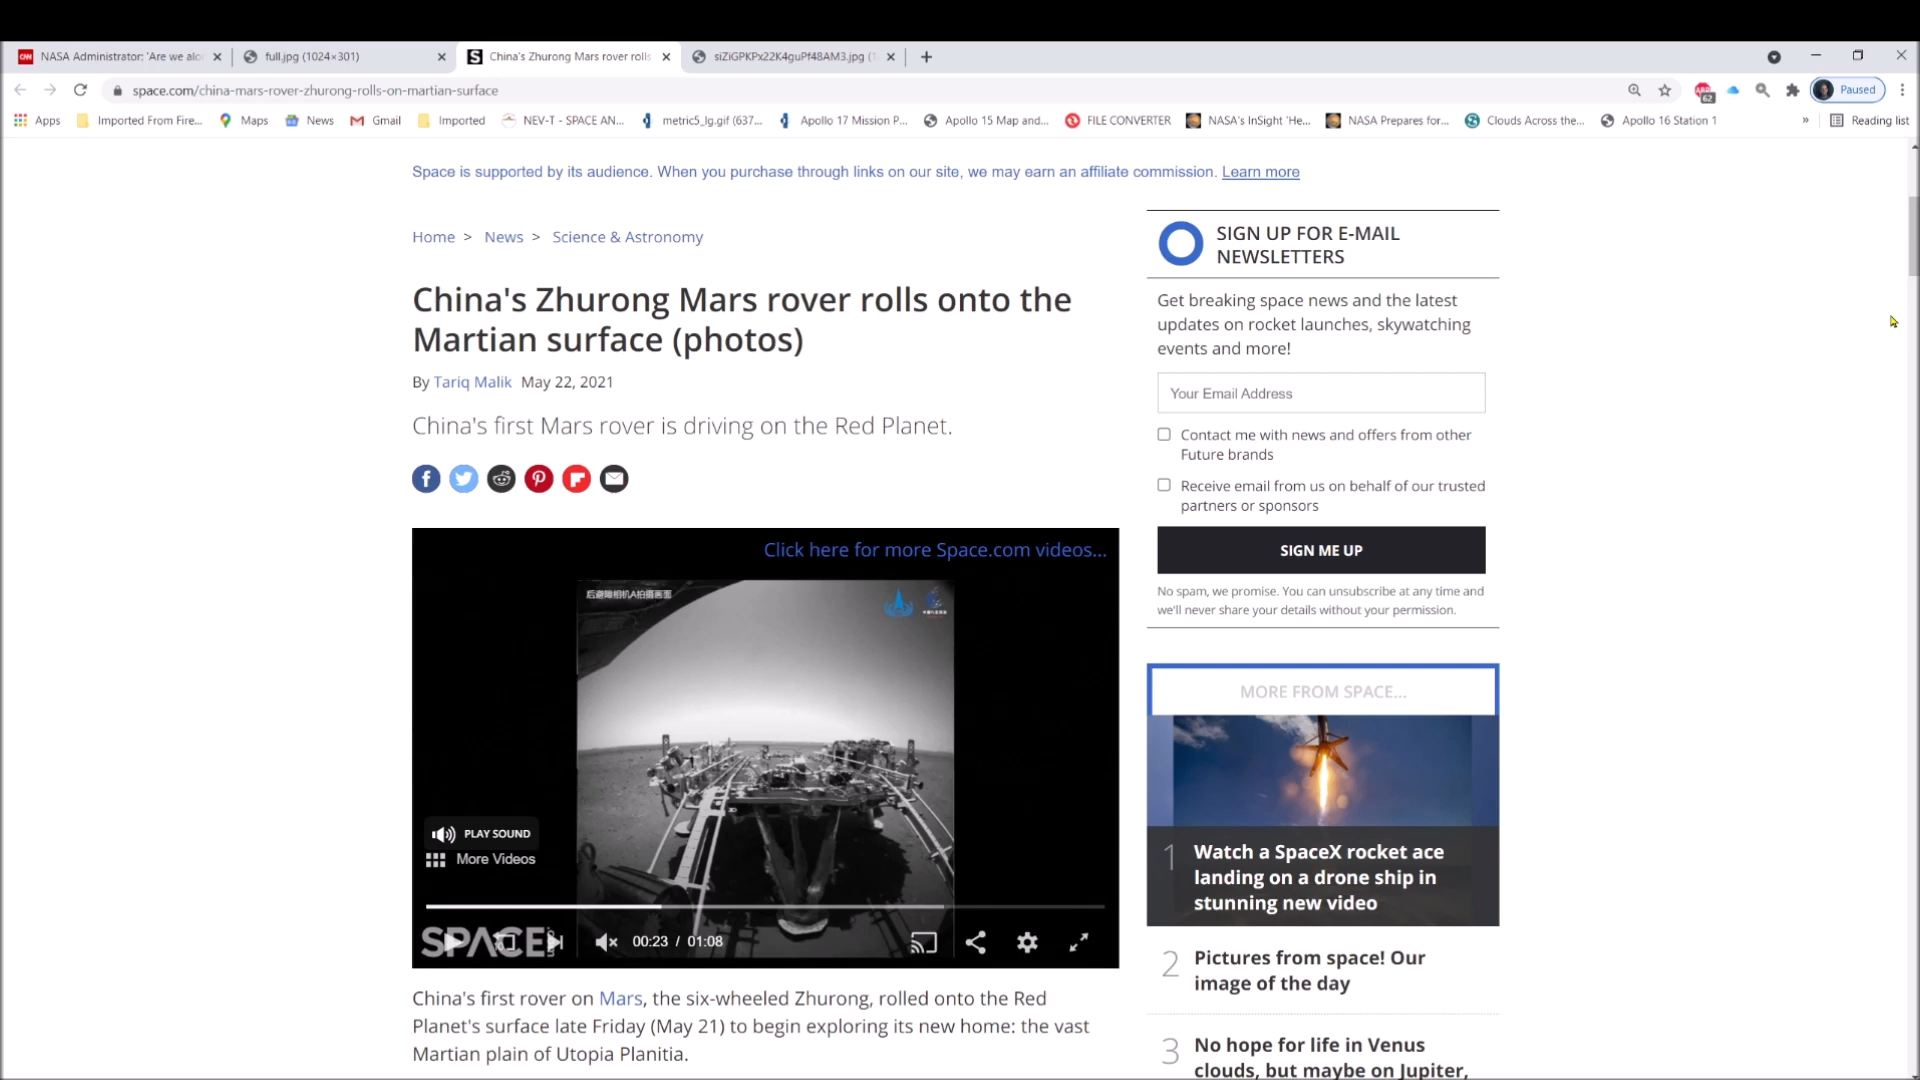 NASA Administrator: 'Are we alo
full.jpg (1024×301)
China's Zhurong Mars rover rolls
siZiGPKPx22K4guPf48AM3.jpg (1
space.com/china-mars-rover-zhurong-rolls-on-martian-surface
Paused
Apps
Imported From Fire...
Maps
News
Gmail
Imported
NEV-T - SPACE AN...
metric5_lg.gif (637...
Apollo 17 Mission P...
Apollo 15 Map and...
FILE CONVERTER
NASA's InSight 'He...
NASA Prepares for...
Clouds Across the...
Apollo 16 Station 1
»
Reading list
Space is supported by its audience. When you purchase through links on our site, we may earn an affiliate commission. Learn more
Home > News > Science & Astronomy
China's Zhurong Mars rover rolls onto the
Martian surface (photos)
By Tariq Malik May 22, 2021
China's first Mars rover is driving on the Red Planet.
Click here for more Space.com videos...
后避障相机A拍摄画面
PLAY SOUND
More Videos
SPACE
00:23 / 01:08
China's first rover on Mars, the six-wheeled Zhurong, rolled onto the Red
Planet's surface late Friday (May 21) to begin exploring its new home: the vast
Martian plain of Utopia Planitia.
SIGN UP FOR E-MAIL
NEWSLETTERS
Get breaking space news and the latest
updates on rocket launches, skywatching
events and more!
Your Email Address
Contact me with news and offers from other
Future brands
Receive email from us on behalf of our trusted
partners or sponsors
SIGN ME UP
No spam, we promise. You can unsubscribe at any time and
we'll never share your details without your permission.
MORE FROM SPACE...
1 Watch a SpaceX rocket ace
landing on a drone ship in
stunning new video
2 Pictures from space! Our
image of the day
3 No hope for life in Venus
clouds, but maybe on Jupiter,